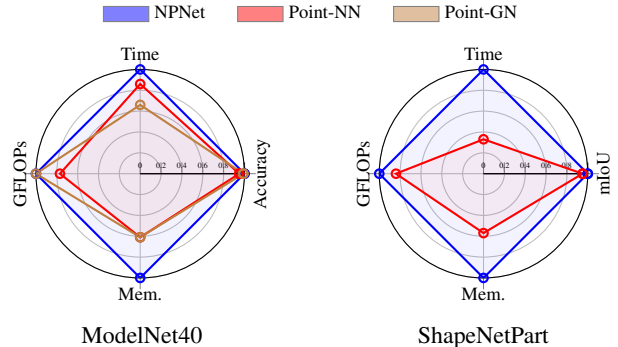 NPNet Point-NN Point-GN
Time
GFLOPs
0 0.2 0.4 0.6 0.8
Accuracy
Mem.
ModelNet40
Time
GFLOPs
0 0.2 0.4 0.6 0.8
mIoU
Mem.
ShapeNetPart